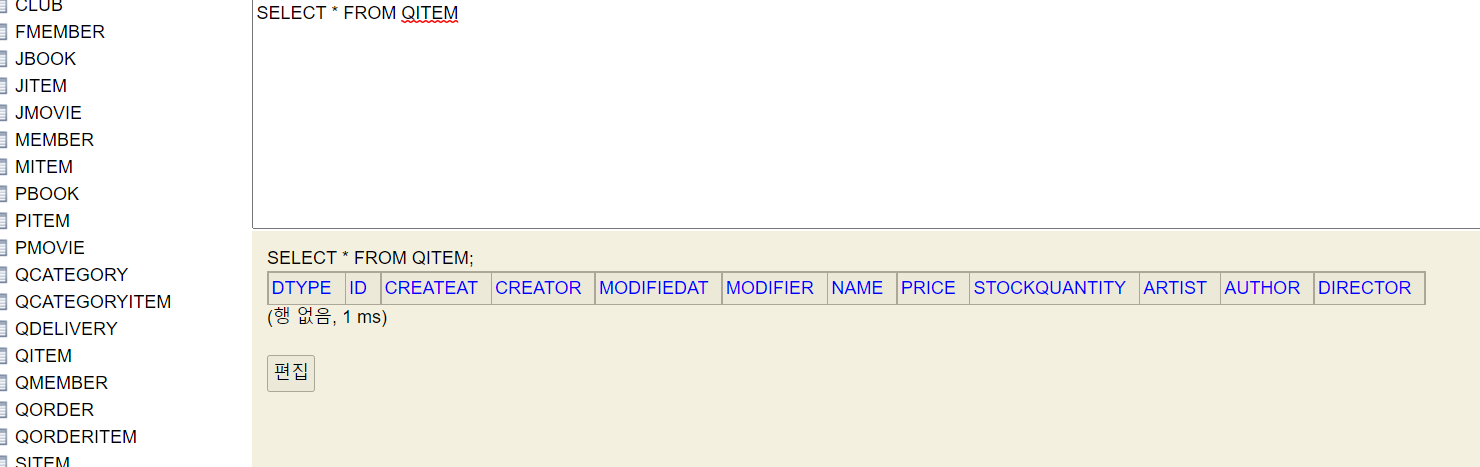 CLUB
FMEMBER
JBOOK
JITEM
JMOVIE
MEMBER
MITEM
PBOOK
PITEM
PMOVIE
QCATEGORY
QCATEGORYITEM
QDELIVERY
QITEM
QMEMBER
QORDER
QORDERITEM
SITEM
SELECT * FROM QITEM
SELECT * FROM QITEM;
DTYPE ID CREATEAT CREATOR MODIFIEDAT MODIFIER NAME PRICE STOCKQUANTITY ARTIST AUTHOR DIRECTOR
(행 없음, 1 ms)
편집